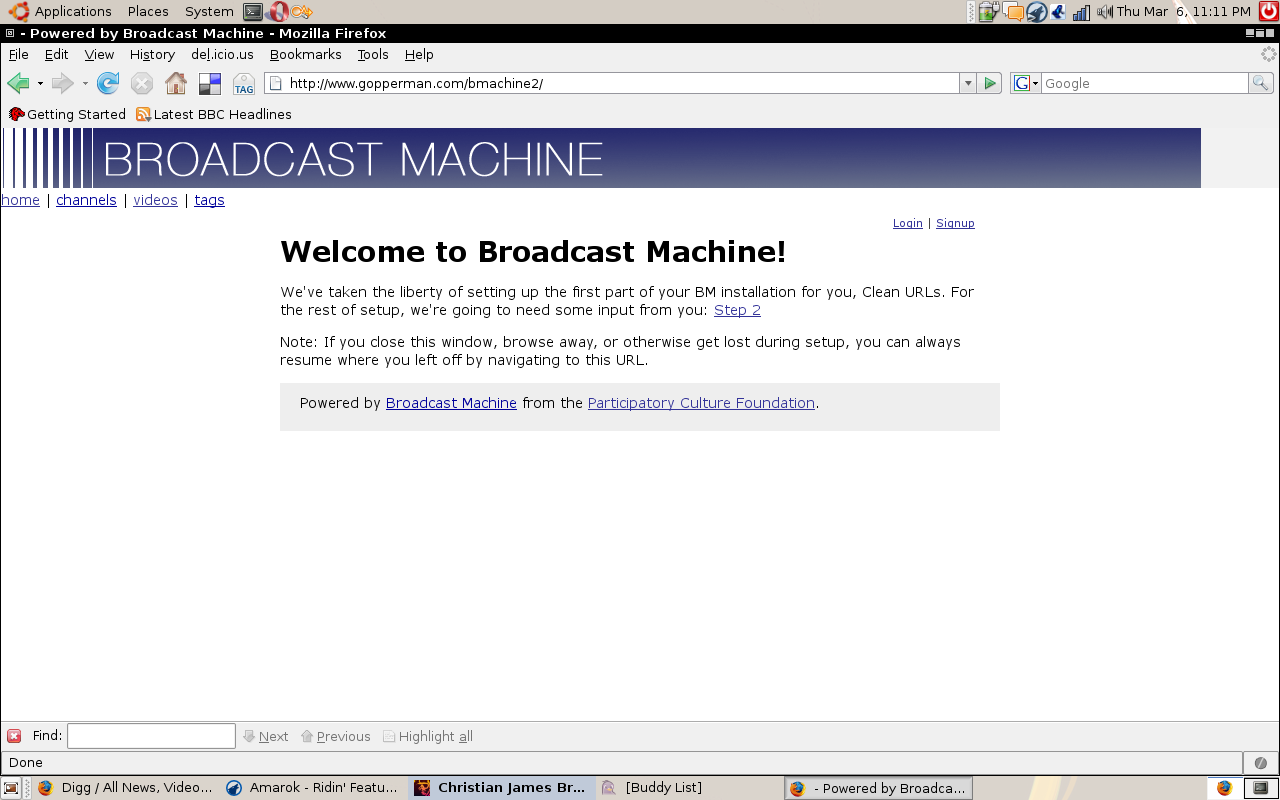 Applications Places System Thu Mar 6, 11:11 PM
- Powered by Broadcast Machine - Mozilla Firefox
File Edit View History del.icio.us Bookmarks Tools Help
TAG http://www.gopperman.com/bmachine2/ G Google
Getting Started Latest BBC Headlines
BROADCAST MACHINE
home | channels | videos | tags
Login | Signup
Welcome to Broadcast Machine!
We've taken the liberty of setting up the first part of your BM installation for you, Clean URLs. For
the rest of setup, we're going to need some input from you: Step 2
Note: If you close this window, browse away, or otherwise get lost during setup, you can always
resume where you left off by navigating to this URL.
Powered by Broadcast Machine from the Participatory Culture Foundation.
Find: Next Previous Highlight all
Done
Digg / All News, Video... Amarok - Ridin' Featu... Christian James Br... [Buddy List] - Powered by Broadca...